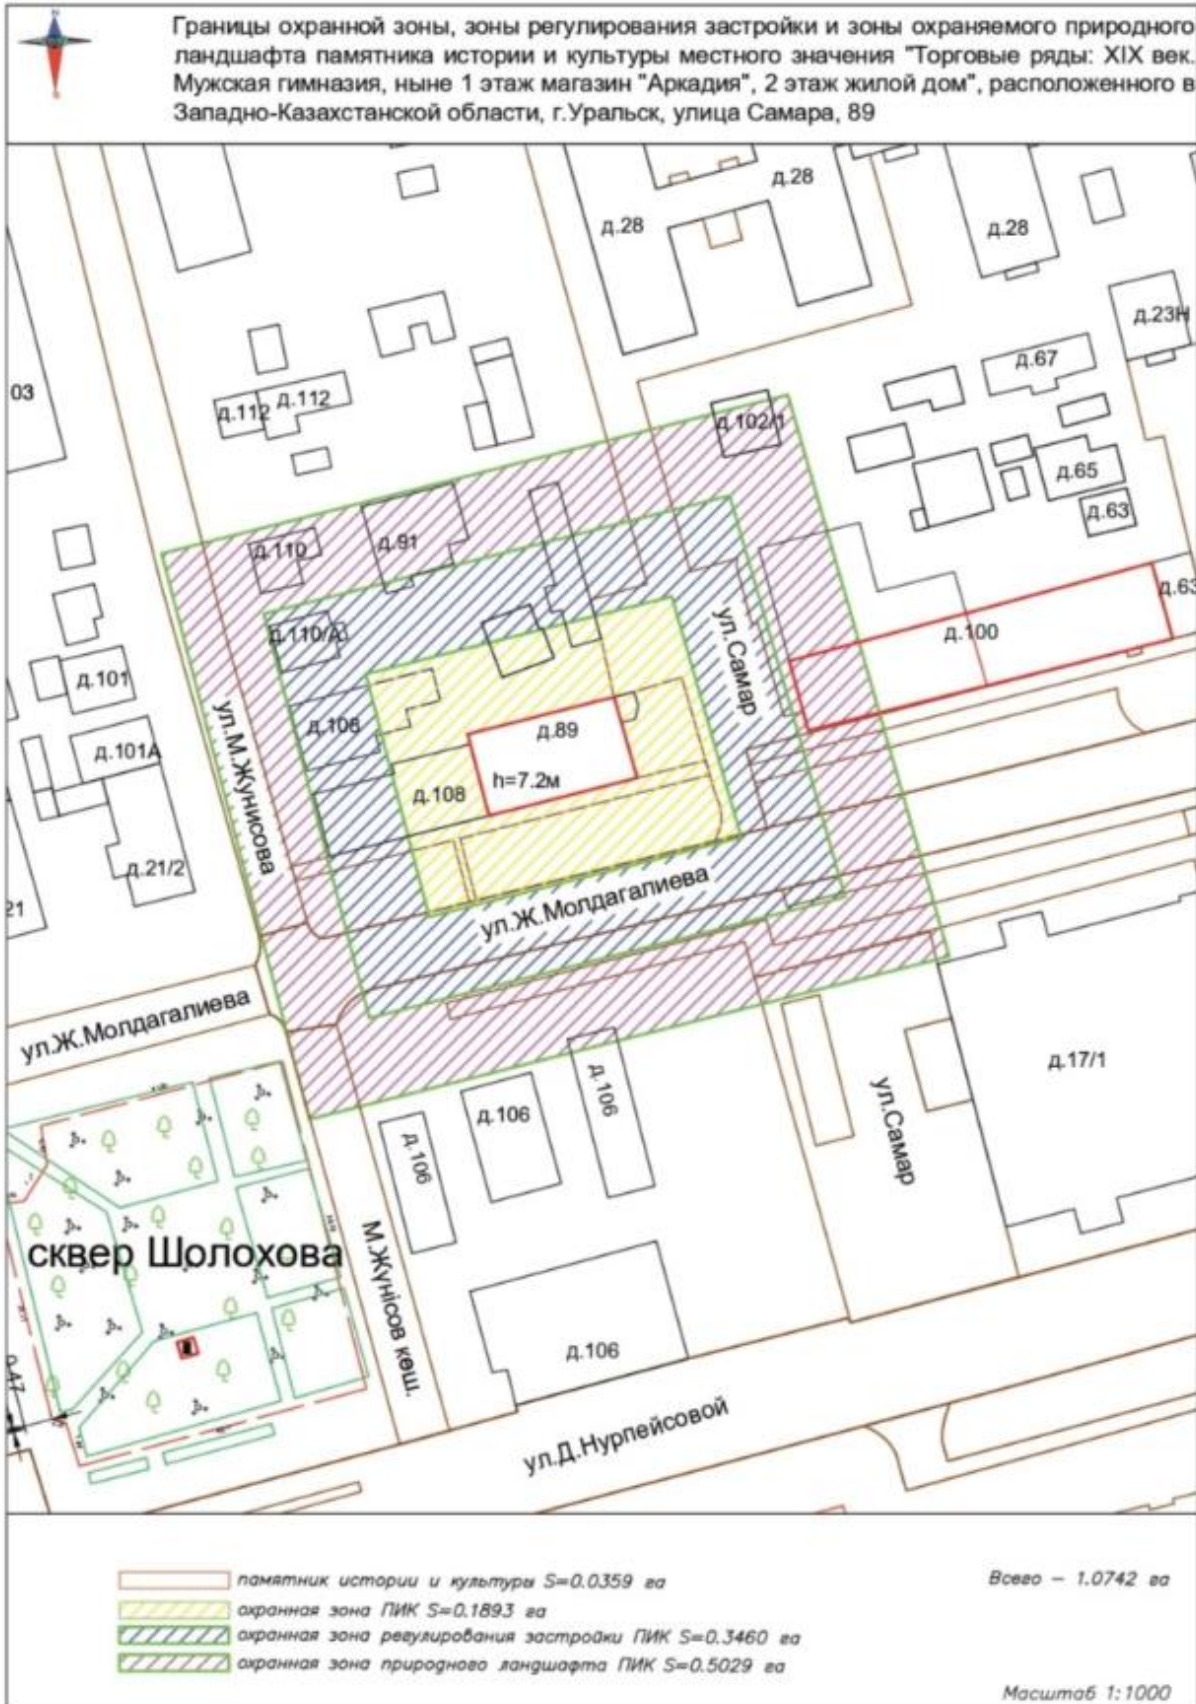 Границы охранной зоны, зоны регулирования застройки и зоны охраняемого природного
ландшафта памятника истории и культуры местного значения "Торговые ряды: XIX век.
Мужская гимназия, ныне 1 этаж магазин "Аркадия", 2 этаж жилой дом", расположенного в
Западно-Казахстанской области, г.Уральск, улица Самара, 89
д.28
д.28
д.28
д.23Н
д.67
03
д.112
д.112
д.102/1
д.65
д.63
д.110
д.91
д.63
д.110/А
ул.Самар
д.100
д.101
д.108
д.89
ул.М.Жунисова
д.101А
h=7.2м
д.108
д.21/2
21
ул.Ж.Молдагалиева
ул.Ж.Молдагалиева
д.17/1
д.106
д.106
д.106
ул.Самар
сквер Шолохова
М.Жүнісов көш.
д.106
0.47
ул.Д.Нурпейсовой
памятник истории и культуры S=0.0359 га
Всего – 1.0742 га
охранная зона ПИК S=0.1893 га
охранная зона регулирования застройки ПИК S=0.3460 га
охранная зона природного ландшафта ПИК S=0.5029 га
Масштаб 1:1000